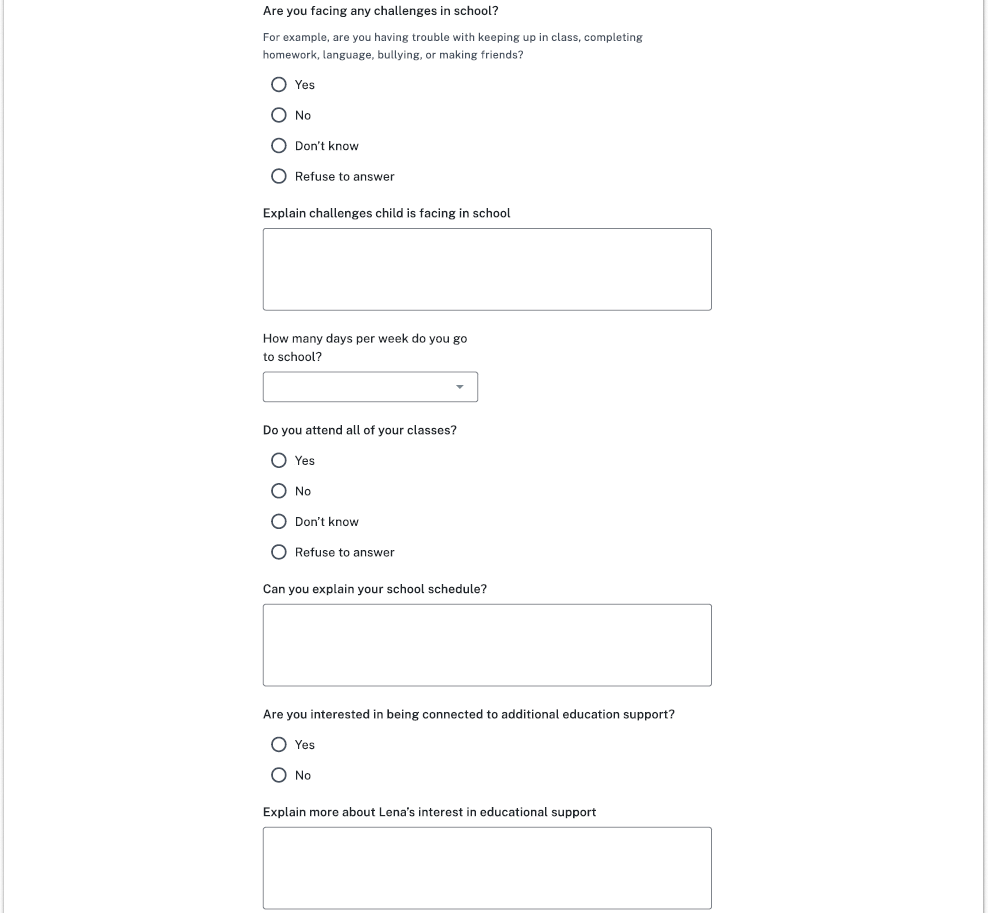 Are you facing any challenges in school?
For example, are you having trouble with keeping up in class, completing
homework, language, bullying, or making friends?
Yes
No
Don't know
Refuse to answer
Explain challenges child is facing in school
How many days per week do you go
to school?
Do you attend all of your classes?
Yes
No
Don't know
Refuse to answer
Can you explain your school schedule?
Are you interested in being connected to additional education support?
Yes
No
Explain more about Lena's interest in educational support